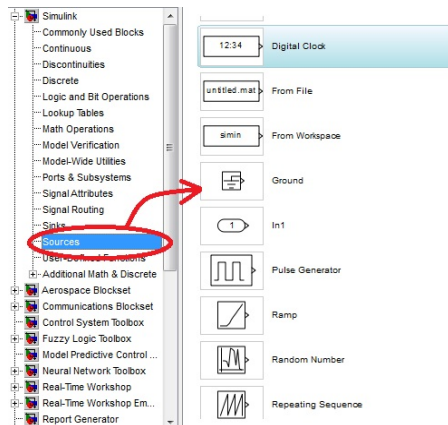 Simulink
Commonly Used Blocks
Continuous
Discontinuities
Discrete
Logic and Bit Operations
Lookup Tables
Math Operations
Model Verification
Model-Wide Utilities
Ports & Subsystems
Signal Attributes
Signal Routing
Sinks
Sources
User-Defined Functions
Additional Math & Discrete
Aerospace Blockset
Communications Blockset
Control System Toolbox
Fuzzy Logic Toolbox
Model Predictive Control ...
Neural Network Toolbox
Real-Time Workshop
Real-Time Workshop Em...
Report Generator
12:34 Digital Clock
untitled.mat From File
simin From Workspace
Ground
1 In1
Pulse Generator
Ramp
Random Number
Repeating Sequence